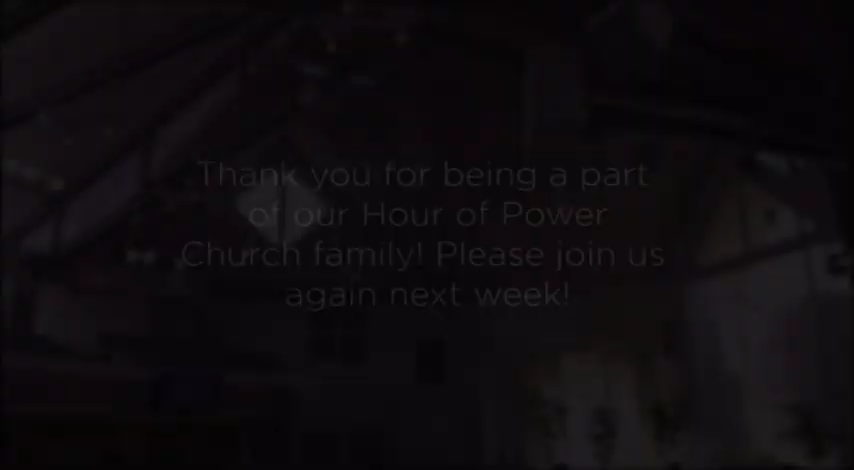 Thank you for being a part
of our Hour of Power
Church family! Please join us
again next week!